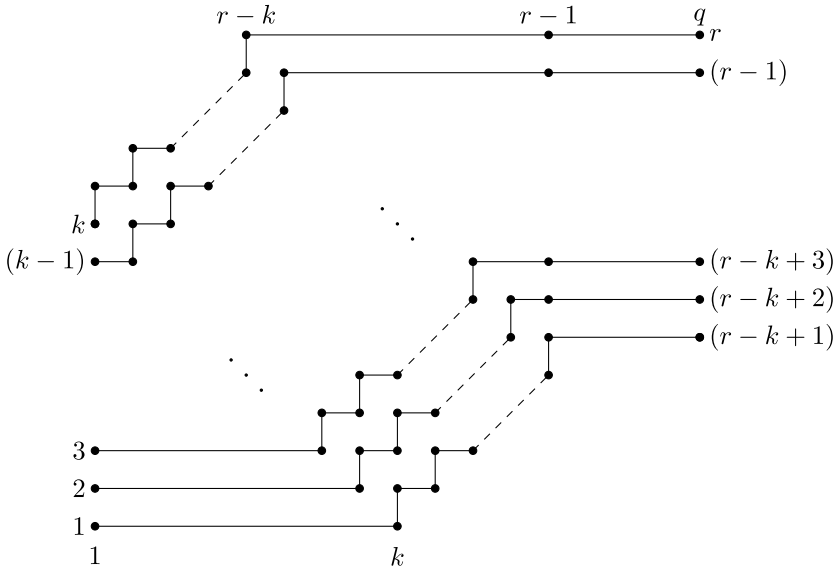 r − k r − 1 q
r
(r − 1)
k
(k − 1)
(r − k + 3)
(r − k + 2)
(r − k + 1)
3
2
1
1 k